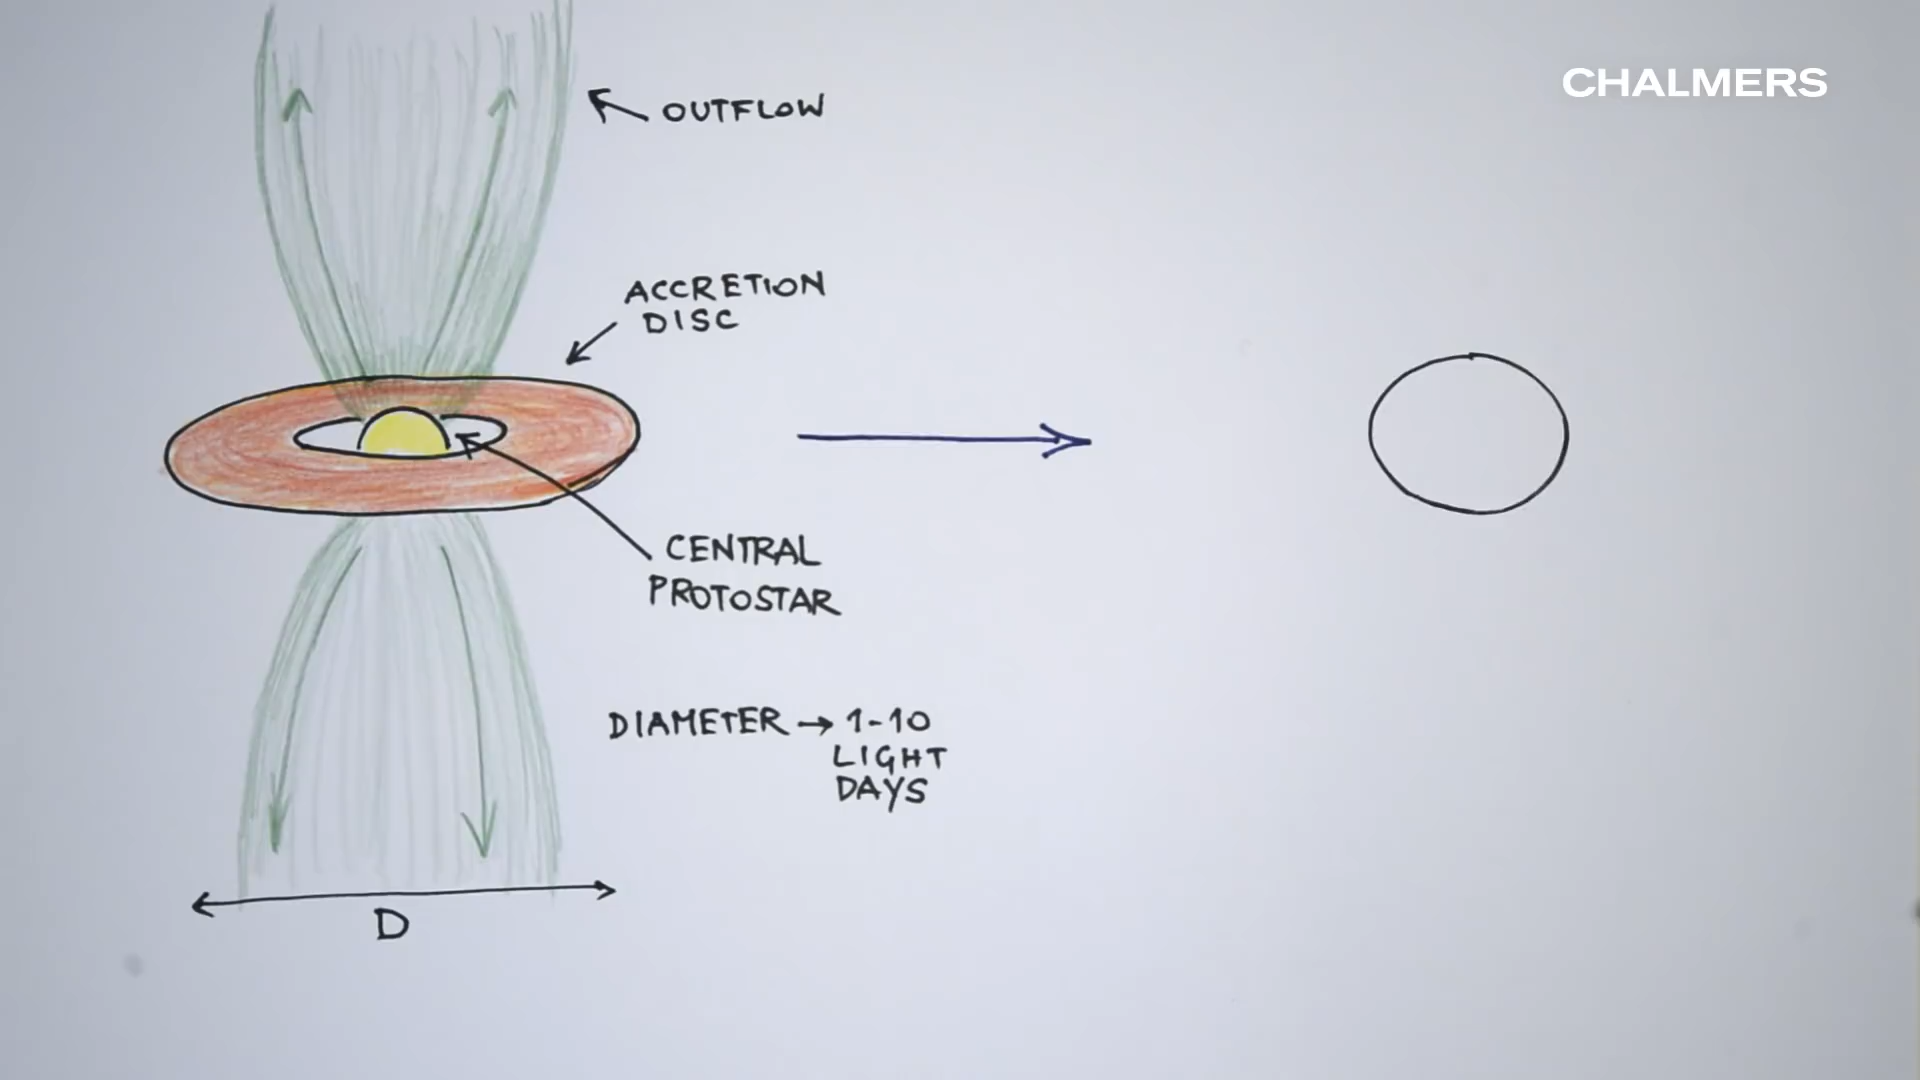 CHALMERS
OUTFLOW
ACCRETION
DISC
CENTRAL
PROTOSTAR
DIAMETER → 1-10
LIGHT
DAYS
D